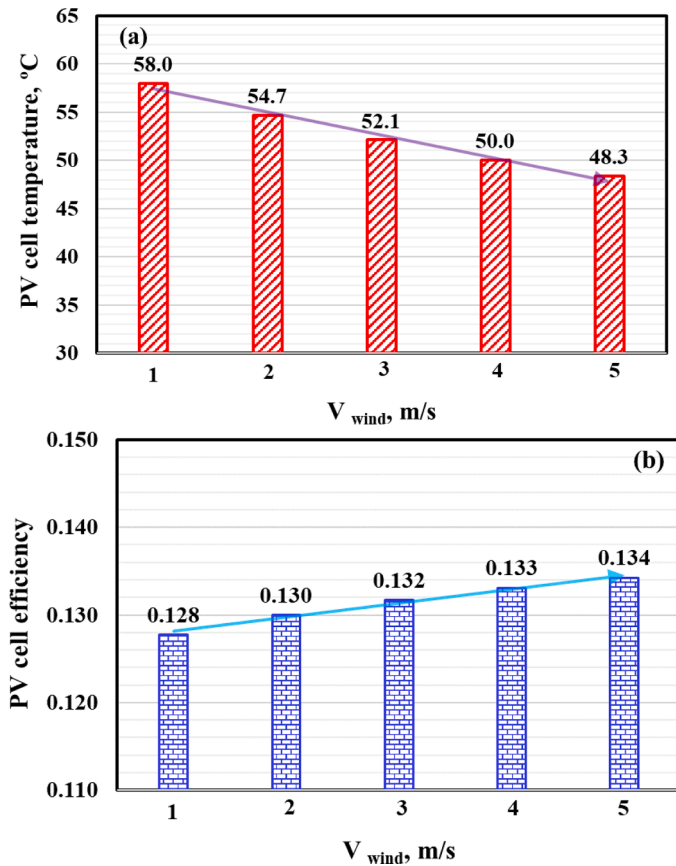 (a)
PV cell temperature, ºC
65
60
55
50
45
40
35
30
58.0
54.7
52.1
50.0
48.3
1 2 3 4 5
V wind, m/s
(b)
PV cell efficiency
0.150
0.140
0.130
0.120
0.110
0.128
0.130
0.132
0.133
0.134
1 2 3 4 5
V wind, m/s